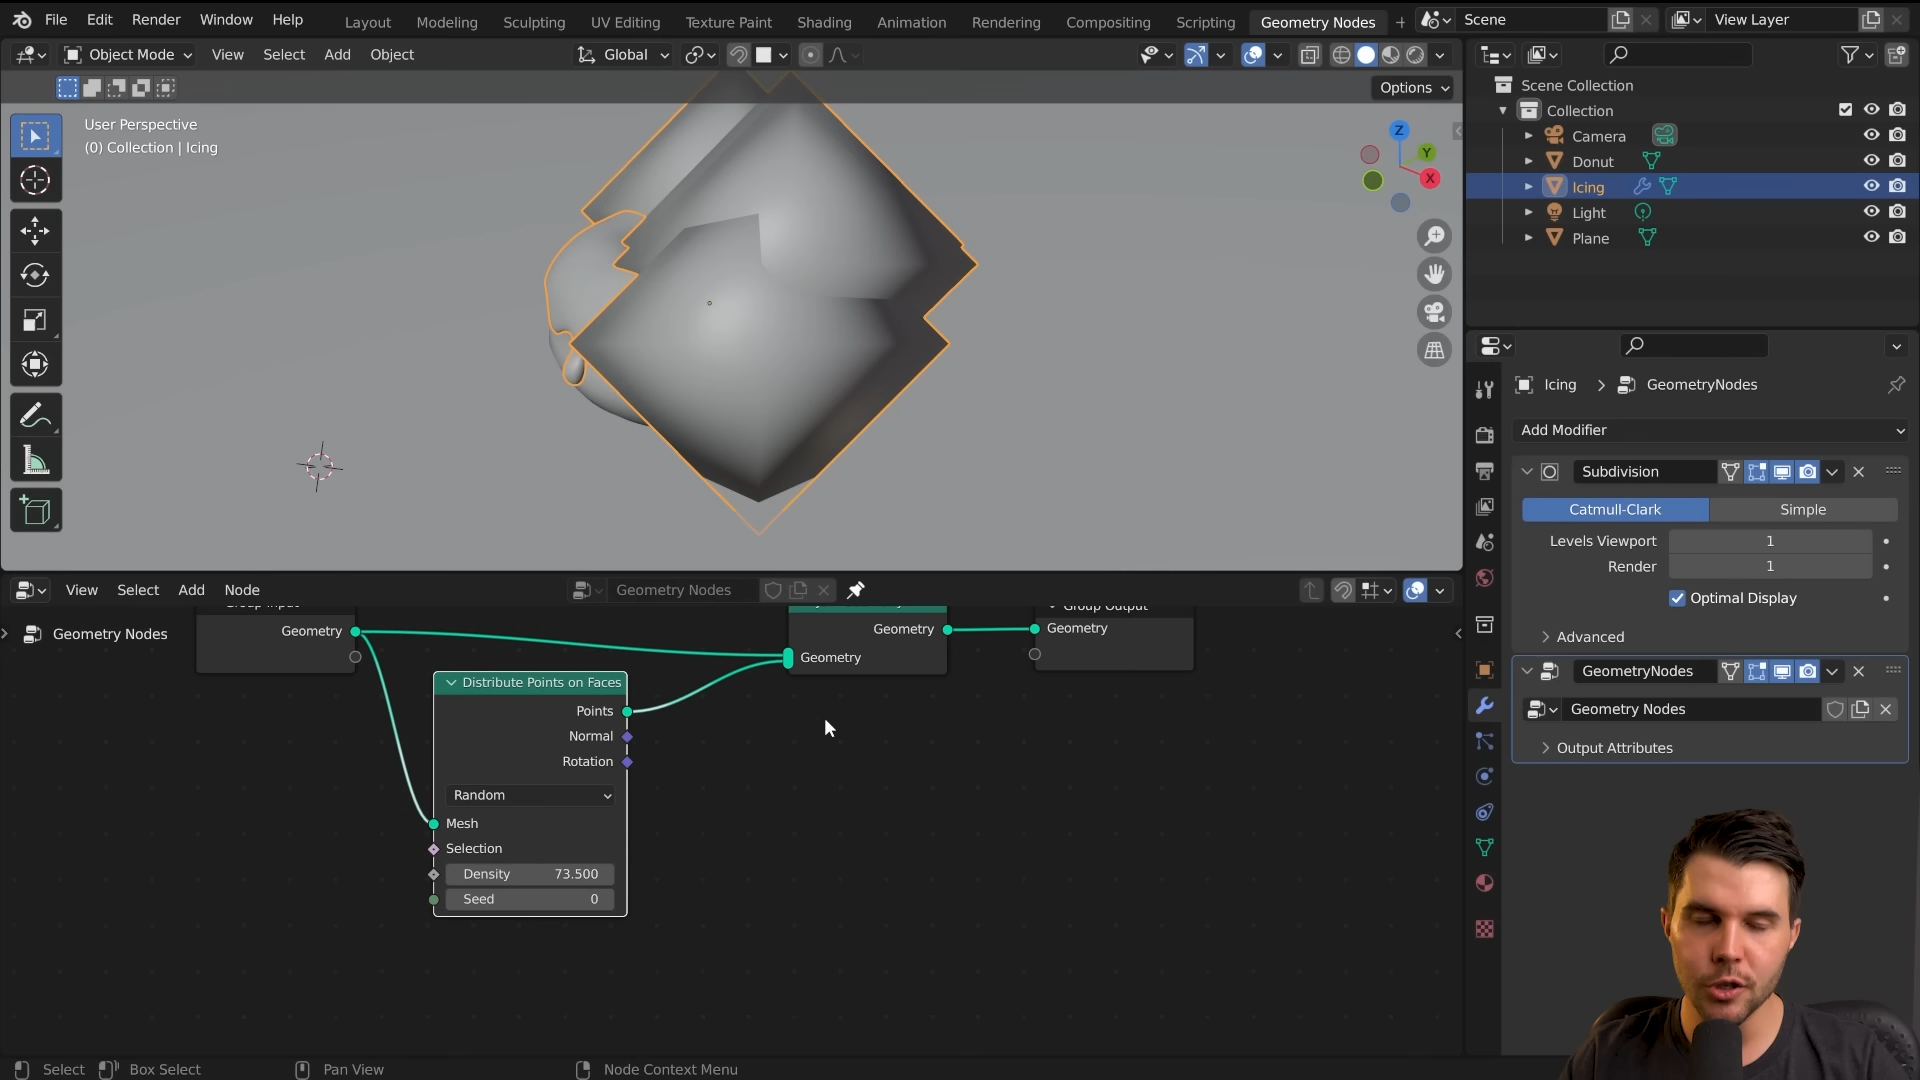 File Edit Render Window Help
Layout Modeling Sculpting UV Editing Texture Paint Shading Animation Rendering Compositing Scripting Geometry Nodes +
Scene
View Layer
Object Mode View Select Add Object
Global
Options
User Perspective
(0) Collection | Icing
Z
Y
X
Scene Collection
Collection
Camera
Donut
Icing
Light
Plane
Icing > GeometryNodes
Add Modifier
Subdivision
Catmull-Clark Simple
Levels Viewport 1
Render 1
Optimal Display
Advanced
GeometryNodes
Geometry Nodes
Output Attributes
View Select Add Node
Geometry Nodes
Geometry Nodes
Group Input
Geometry
Geometry
Geometry
Group Output
Geometry
Distribute Points on Faces
Points
Normal
Rotation
Random
Mesh
Selection
Density 73.500
Seed 0
Select Box Select Pan View Node Context Menu